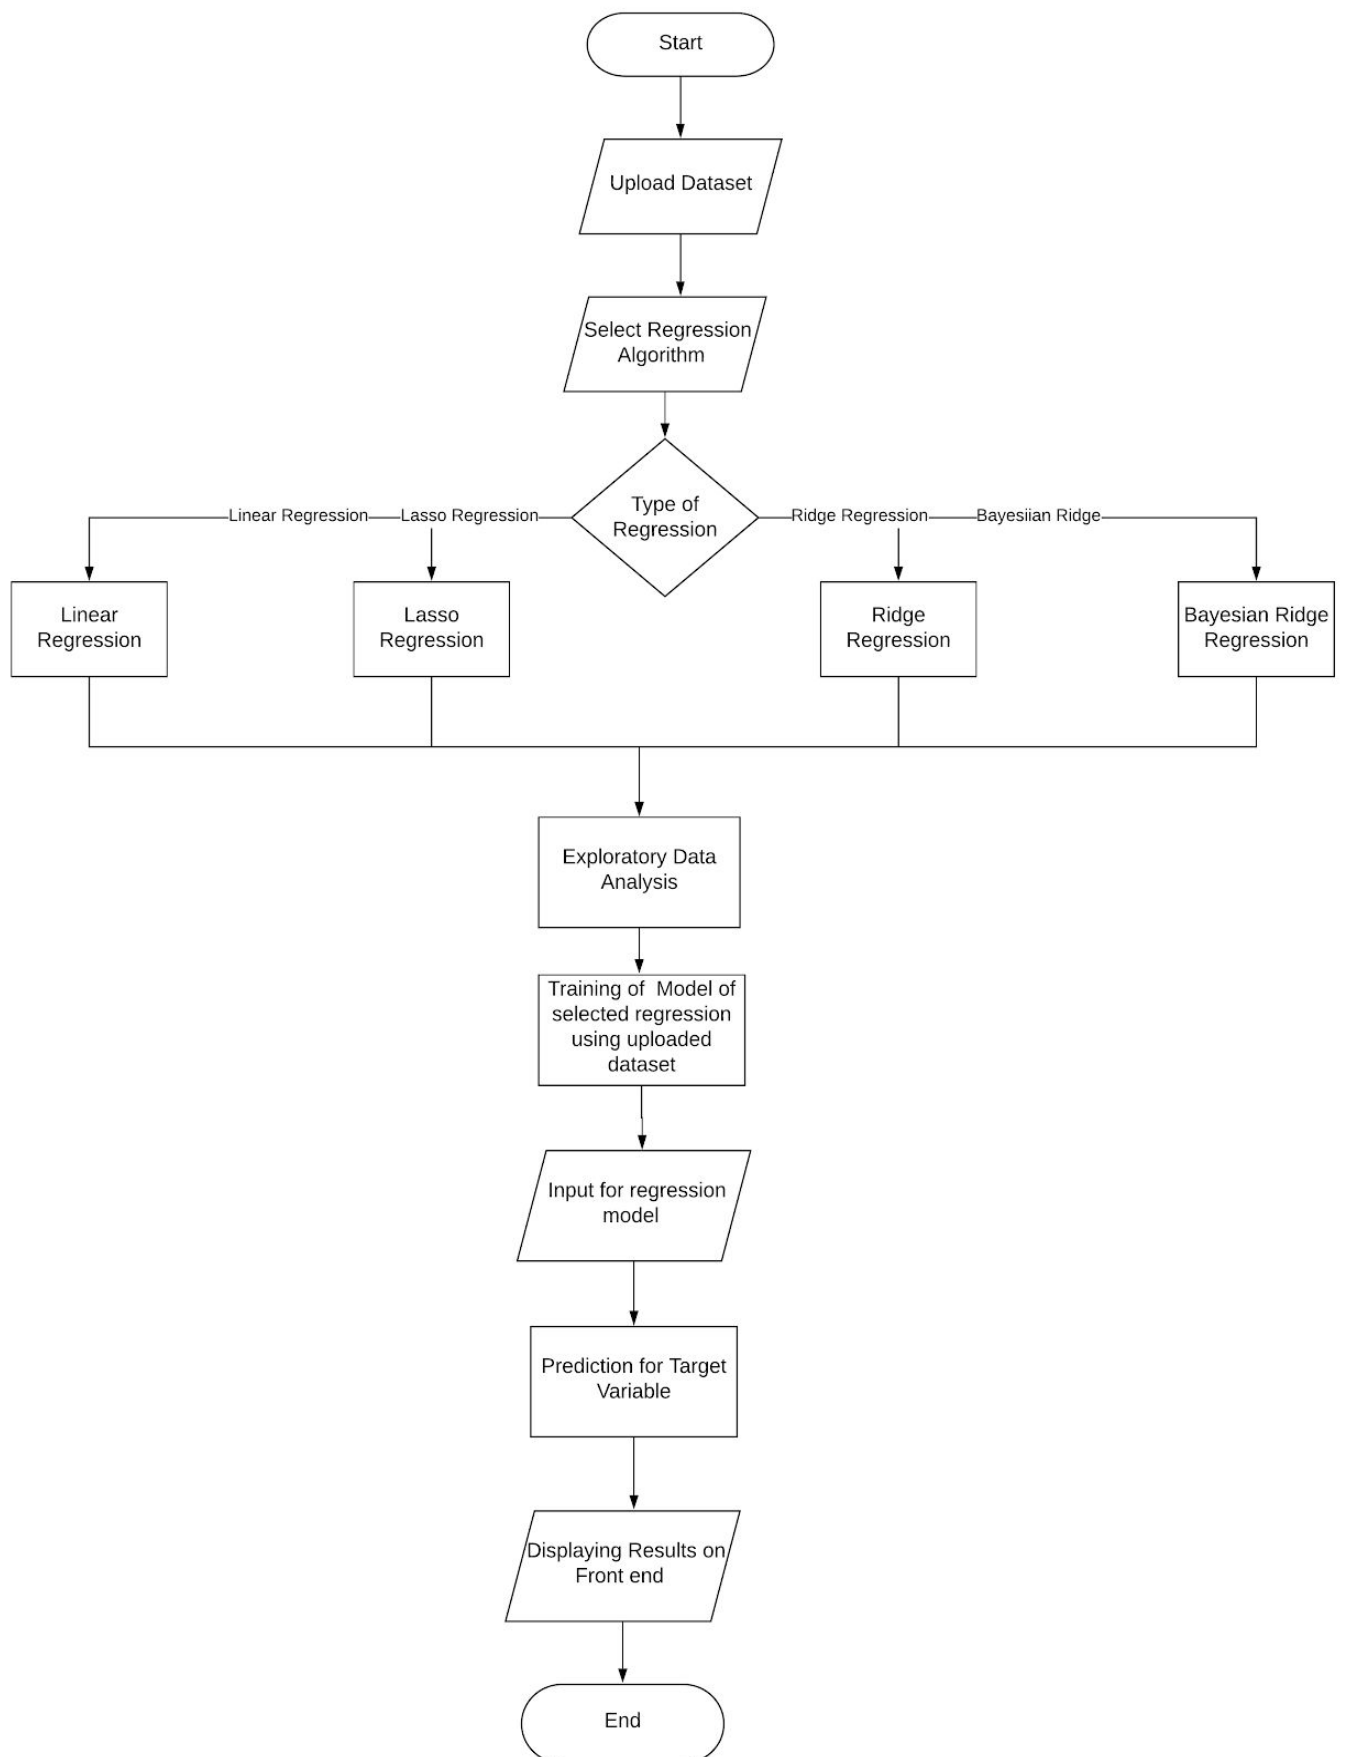 Start
Upload Dataset
Select Regression
Algorithm
Type of
Regression
Linear Regression
Lasso Regression
Ridge Regression
Bayesiian Ridge
Linear
Regression
Lasso
Regression
Ridge
Regression
Bayesian Ridge
Regression
Exploratory Data
Analysis
Training of  Model of
selected regression
using uploaded
dataset
Input for regression
model
Prediction for Target
Variable
Displaying Results on
Front end
End